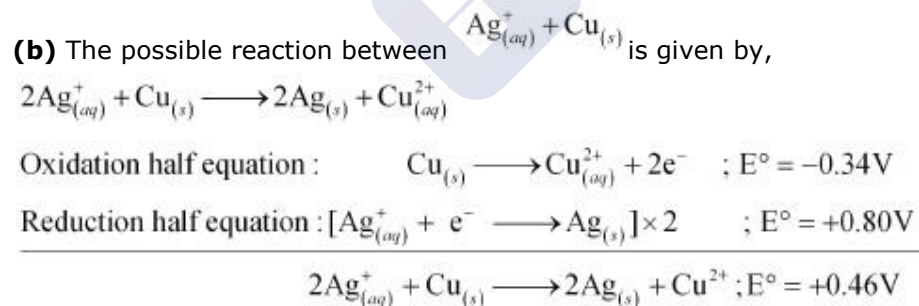 (b) The possible reaction between Ag⁺₍aq₎ + Cu₍s₎ is given by,
2Ag⁺₍aq₎ + Cu₍s₎ ⟶ 2Ag₍s₎ + Cu²⁺₍aq₎
Oxidation half equation : Cu₍s₎ ⟶ Cu²⁺₍aq₎ + 2e⁻ ; E° = −0.34V
Reduction half equation : [Ag⁺₍aq₎ + e⁻ ⟶ Ag₍s₎] × 2 ; E° = +0.80V
2Ag⁺₍aq₎ + Cu₍s₎ ⟶ 2Ag₍s₎ + Cu²⁺ ; E° = +0.46V